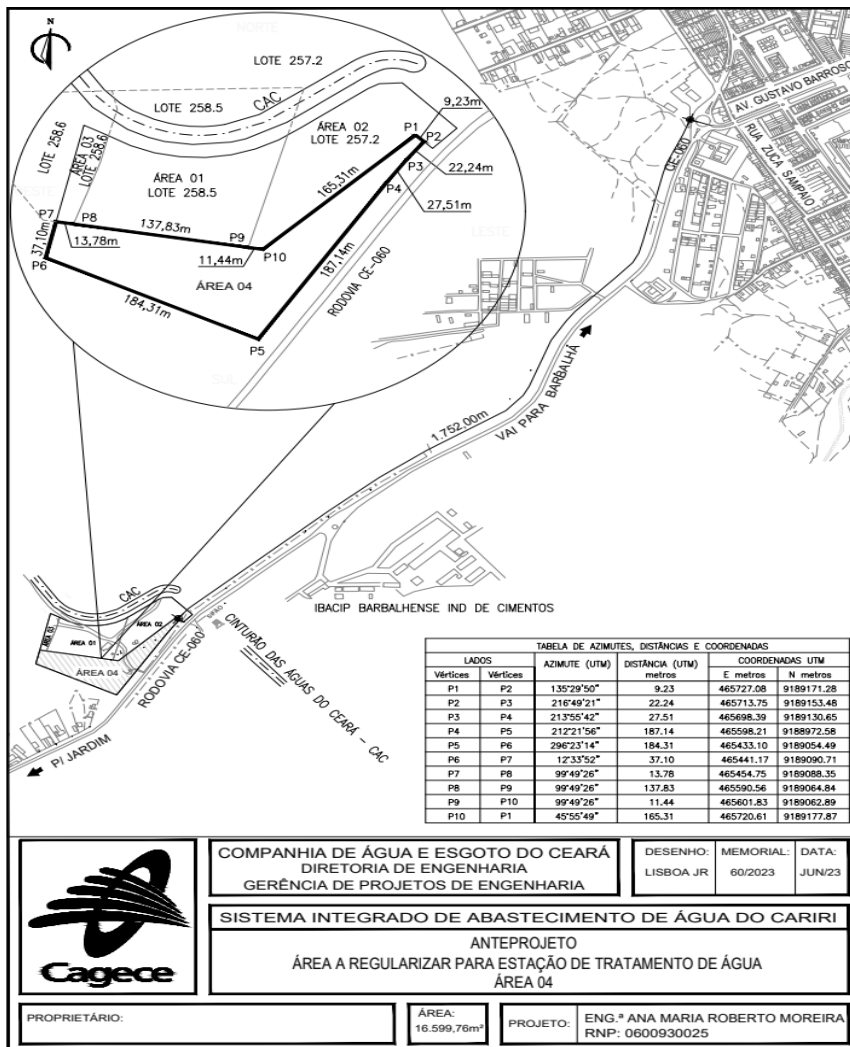 N
NORTE
LOTE 257.2
LOTE 258.5
CAC
LOTE 258.6
ÁREA 03
LOTE 258.6
ÁREA 02
LOTE 257.2
ÁREA 01
LOTE 258.5
P1
9,23m
P2
P3
22,24m
P4
27,51m
165,31m
LESTE
P7
P8
137,83m
P9
P10
13,78m
37,10m
11,44m
P6
ÁREA 04
187,14m
184,31m
P5
RODOVIA CE-060
SUL
LESTE
AV. GUSTAVO BARROSO
RUA ZUCA SAMPAIO
CE-060
VAI PARA BARBALHÁ
1.752,00m
IBACIP BARBALHENSE IND DE CIMENTOS
CAC
ÁREA 02
ÁREA 01
ÁREA 04
RODOVIA CE-060
CINTURÃO DAS ÁGUAS DO CEARÁ - CAC
P/ JARDIM
TABELA DE AZIMUTES, DISTÂNCIAS E COORDENADAS
LADOS AZIMUTE (UTM) DISTÂNCIA (UTM) metros COORDENADAS UTM
Vértices Vértices E metros N metros
P1 P2 135°29'50" 9.23 465727.08 9189171.28
P2 P3 216°49'21" 22.24 465713.75 9189153.48
P3 P4 213°55'42" 27.51 465698.39 9189130.65
P4 P5 212°21'56" 187.14 465598.21 9188972.58
P5 P6 296°23'14" 184.31 465433.10 9189054.49
P6 P7 12°33'52" 37.10 465441.17 9189090.71
P7 P8 99°49'26" 13.78 465454.75 9189088.35
P8 P9 99°49'26" 137.83 465590.56 9189064.84
P9 P10 99°49'26" 11.44 465601.83 9189062.89
P10 P1 45°55'49" 165.31 465720.61 9189177.87
Cagece
COMPANHIA DE ÁGUA E ESGOTO DO CEARÁ
DIRETORIA DE ENGENHARIA
GERÊNCIA DE PROJETOS DE ENGENHARIA
DESENHO: LISBOA JR
MEMORIAL: 60/2023
DATA: JUN/23
SISTEMA INTEGRADO DE ABASTECIMENTO DE ÁGUA DO CARIRI
ANTEPROJETO
ÁREA A REGULARIZAR PARA ESTAÇÃO DE TRATAMENTO DE ÁGUA
ÁREA 04
PROPRIETÁRIO:
ÁREA:
16.599,76m²
PROJETO:
ENG.ª ANA MARIA ROBERTO MOREIRA
RNP: 0600930025